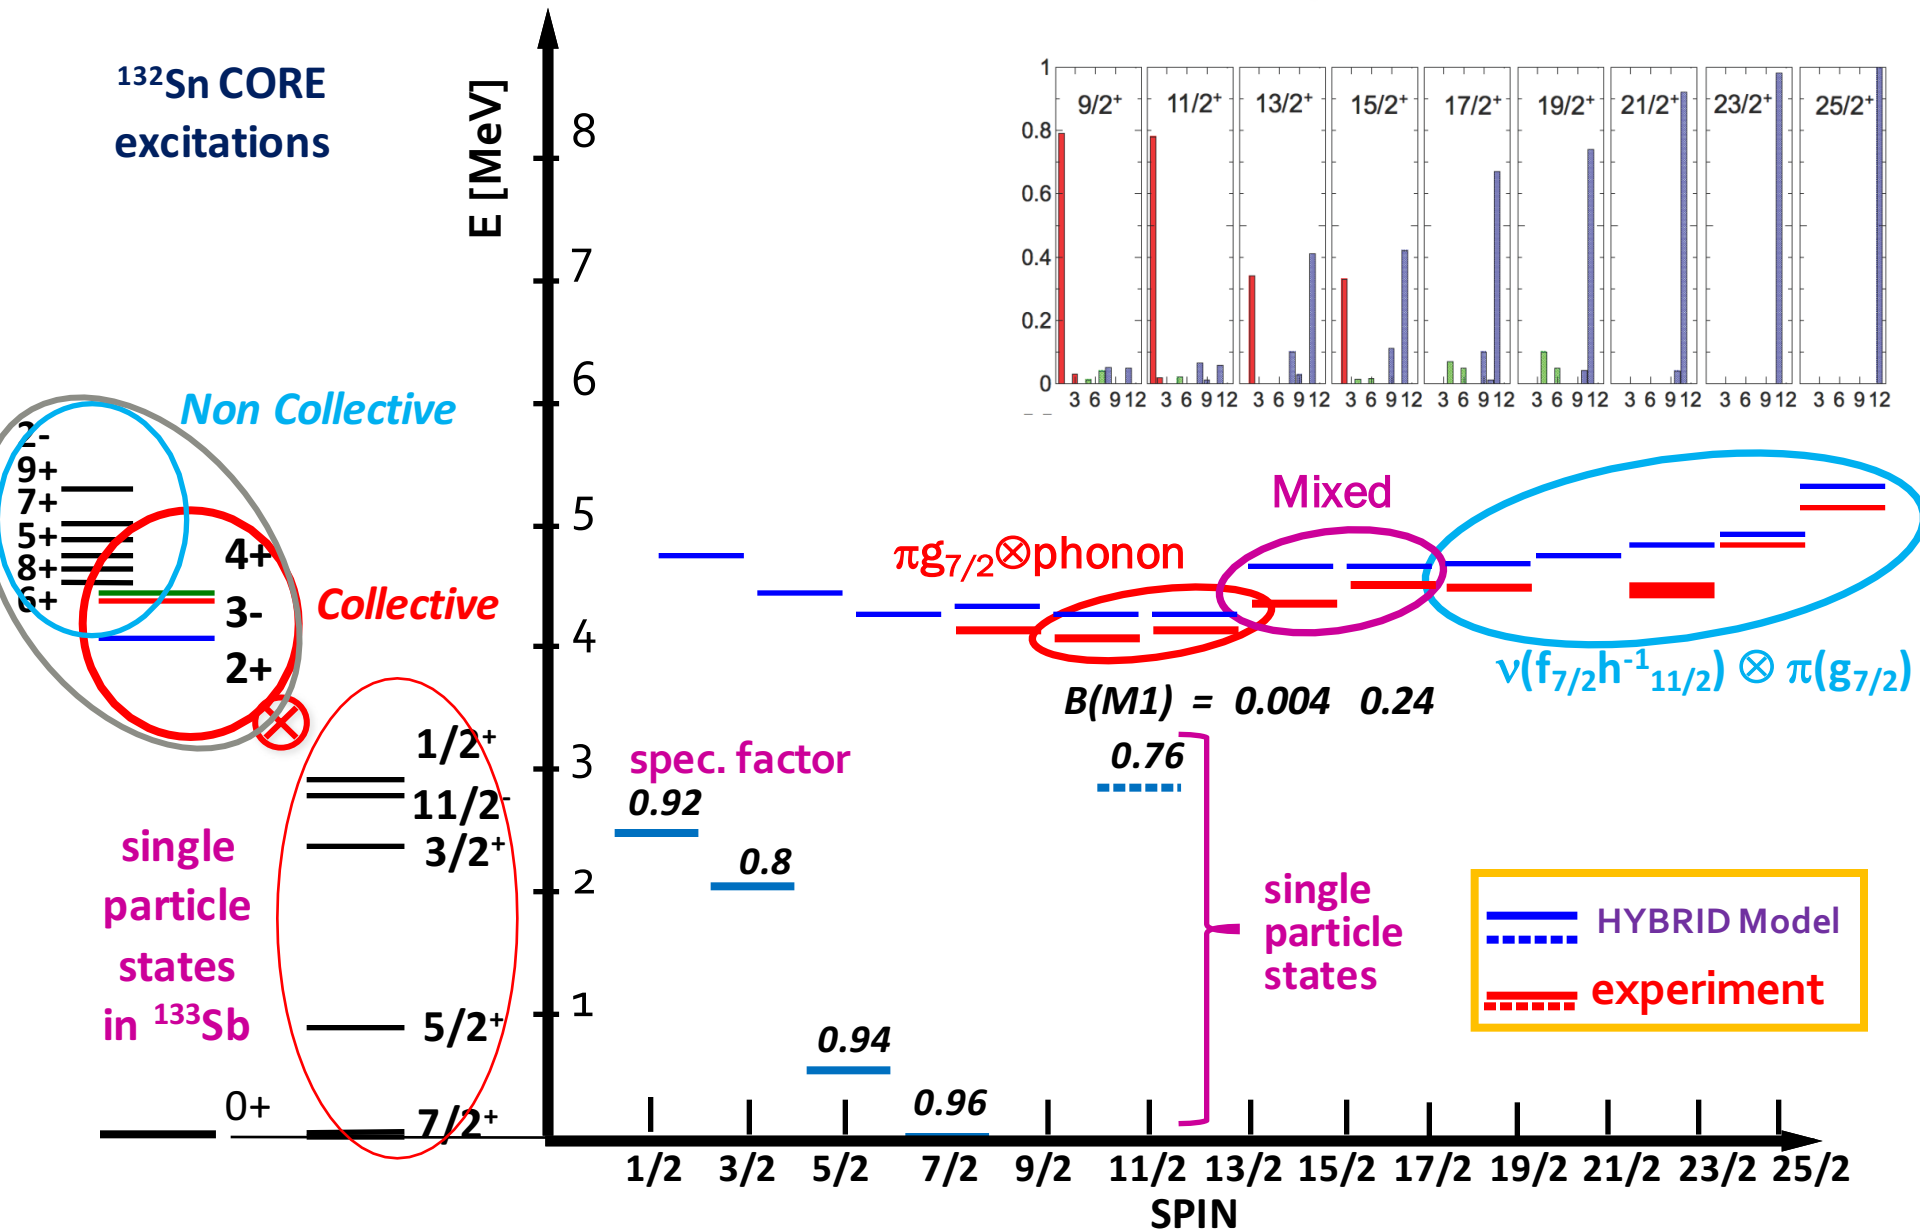 ¹³²Sn CORE
excitations
E [MeV]
8
7
6
5
4
3
2
1
1
0.8
0.6
0.4
0.2
0
9/2⁺
11/2⁺
13/2⁺
15/2⁺
17/2⁺
19/2⁺
21/2⁺
23/2⁺
25/2⁺
3 6 9 12
3 6 9 12
3 6 9 12
3 6 9 12
3 6 9 12
3 6 9 12
3 6 9 12
3 6 9 12
3 6 9 12
Non Collective
2-
9+
7+
5+
8+
6+
4+
3-
2+
Collective
πg7/2⊗phonon
Mixed
ν(f7/2h⁻¹11/2) ⊗ π(g7/2)
B(M1) = 0.004 0.24
1/2⁺
11/2⁻
3/2⁺
5/2⁺
7/2⁺
0+
single
particle
states
in ¹³³Sb
spec. factor
0.92
0.8
0.94
0.96
0.76
single
particle
states
HYBRID Model
experiment
1/2 3/2 5/2 7/2 9/2 11/2 13/2 15/2 17/2 19/2 21/2 23/2 25/2
SPIN